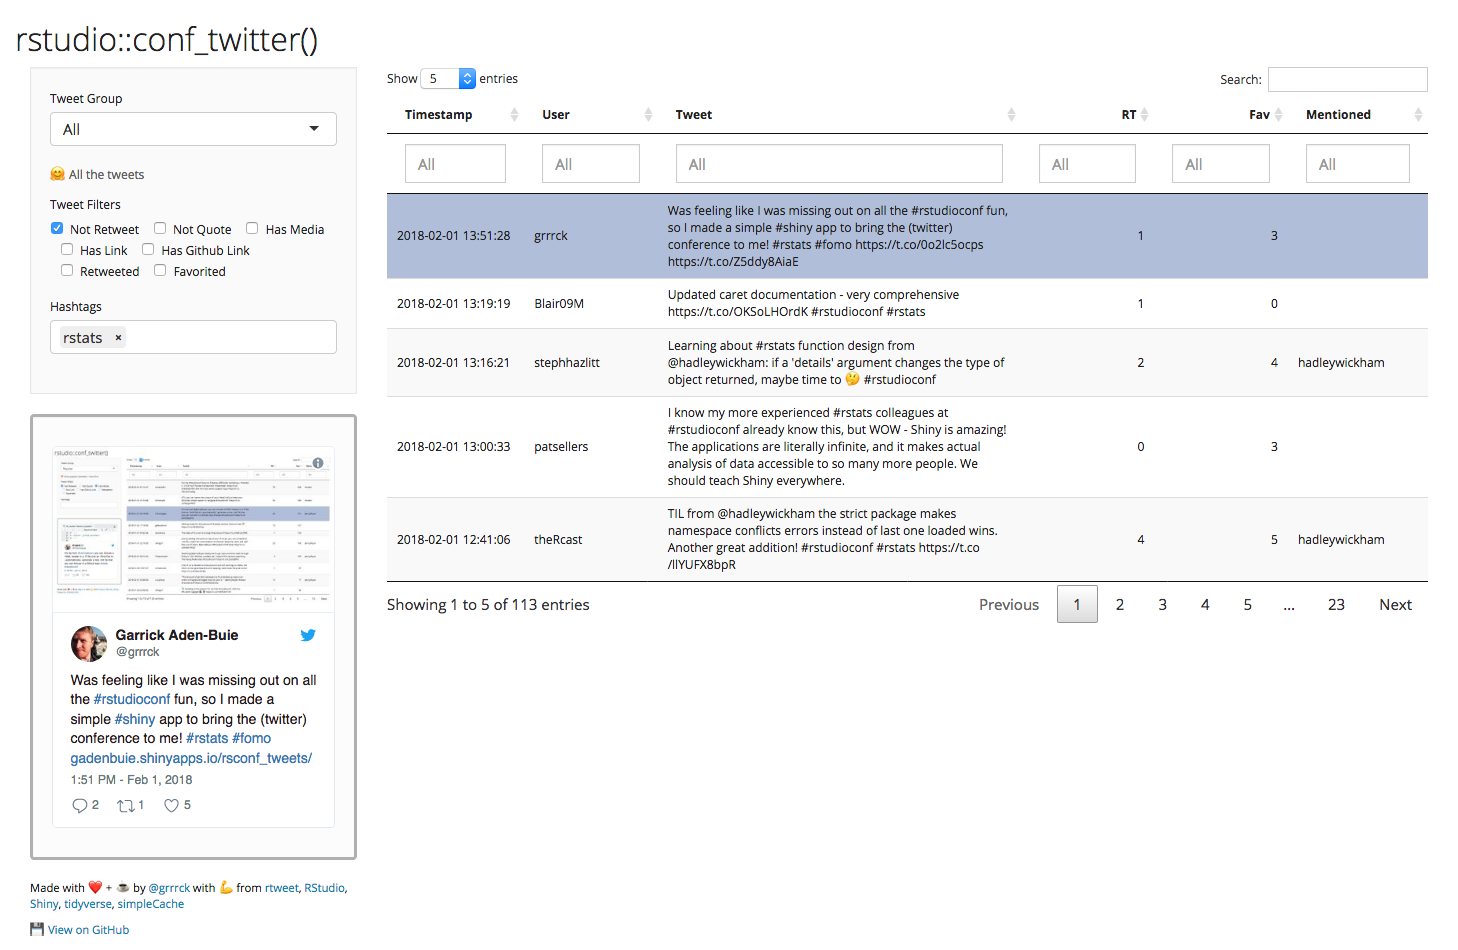 rstudio::conf_twitter()
Tweet Group
All
🤗 All the tweets
Tweet Filters
Not Retweet Not Quote Has Media
Has Link Has Github Link
Retweeted Favorited
Hashtags
rstats ×
rstudio::conf_twitter()
Garrick Aden-Buie
@grrrck
Was feeling like I was missing out on all
the #rstudioconf fun, so I made a
simple #shiny app to bring the (twitter)
conference to me! #rstats #fomo
gadenbuie.shinyapps.io/rsconf_tweets/
1:51 PM - Feb 1, 2018
2 1 5
Made with ❤️ + ☕ by @grrrck with 💪 from rtweet, RStudio,
Shiny, tidyverse, simpleCache
💾 View on GitHub
Show 5 entries
Search:
Timestamp User Tweet RT Fav Mentioned
All All All All All All
2018-02-01 13:51:28 grrrck Was feeling like I was missing out on all the #rstudioconf fun,
so I made a simple #shiny app to bring the (twitter)
conference to me! #rstats #fomo https://t.co/0o2lc5ocps
https://t.co/Z5ddy8AiaE 1 3
2018-02-01 13:19:19 Blair09M Updated caret documentation - very comprehensive
https://t.co/OKSoLHOrdK #rstudioconf #rstats 1 0
2018-02-01 13:16:21 stephhazlitt Learning about #rstats function design from
@hadleywickham: if a 'details' argument changes the type of
object returned, maybe time to 🤔 #rstudioconf 2 4 hadleywickham
2018-02-01 13:00:33 patsellers I know my more experienced #rstats colleagues at
#rstudioconf already know this, but WOW - Shiny is amazing!
The applications are literally infinite, and it makes actual
analysis of data accessible to so many more people. We
should teach Shiny everywhere. 0 3
2018-02-01 12:41:06 theRcast TIL from @hadleywickham the strict package makes
namespace conflicts errors instead of last one loaded wins.
Another great addition! #rstudioconf #rstats https://t.co
/lIYUFX8bpR 4 5 hadleywickham
Showing 1 to 5 of 113 entries
Previous 1 2 3 4 5 ... 23 Next